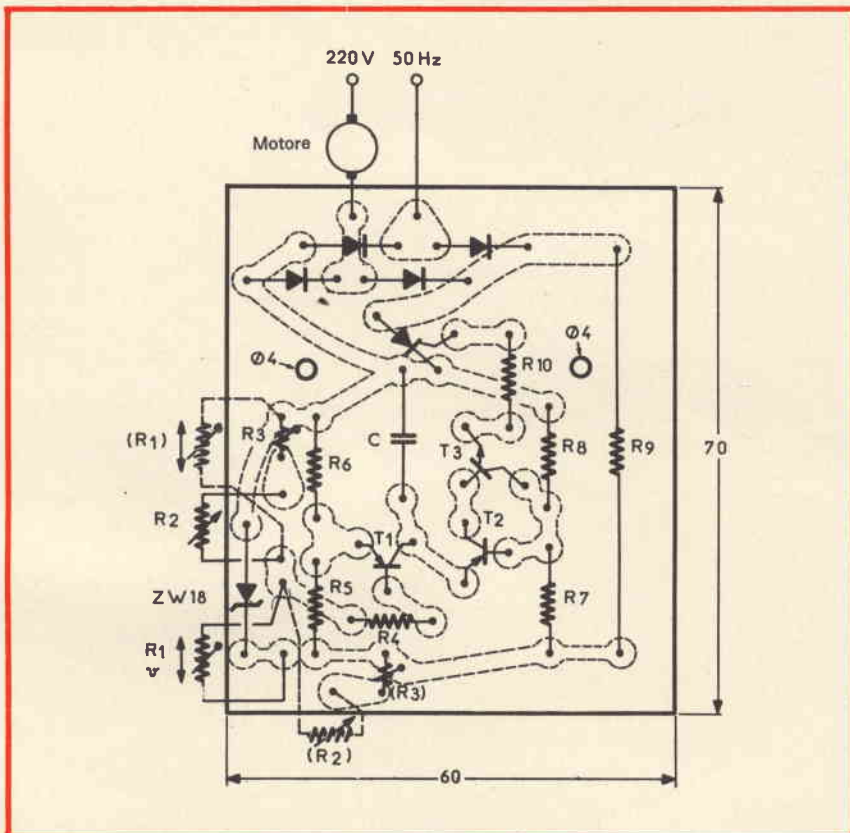 220 V 50 Hz
Motore
Ø4
Ø4
R10
(R1)
R3
R6
C
T3
R8
R9
70
R2
T1
T2
ZW18
R5
R4
R7
R1
v
(R3)
(R2)
60